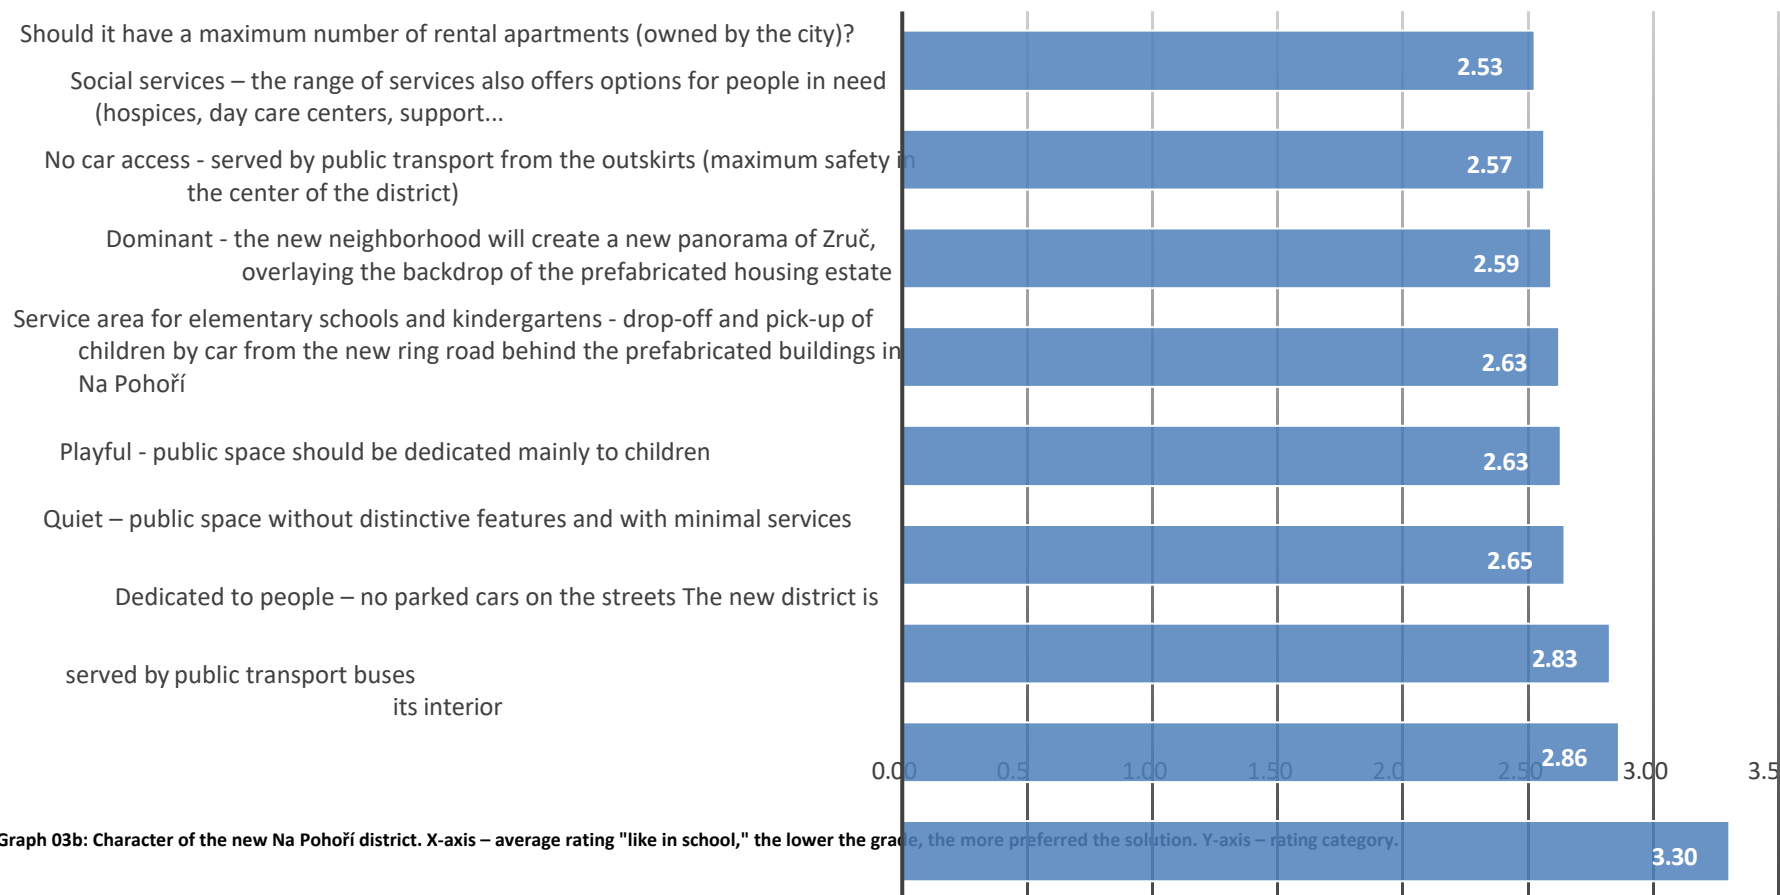 Should it have a maximum number of rental apartments (owned by the city)?
2.53
Social services – the range of services also offers options for people in need
(hospices, day care centers, support...
No car access - served by public transport from the outskirts (maximum safety in
2.57
the center of the district)
Dominant - the new neighborhood will create a new panorama of Zruč,
overlaying the backdrop of the prefabricated housing estate
2.59
Service area for elementary schools and kindergartens - drop-off and pick-up of
children by car from the new ring road behind the prefabricated buildings in
Na Pohoří
2.63
Playful - public space should be dedicated mainly to children
2.63
Quiet – public space without distinctive features and with minimal services
2.65
Dedicated to people – no parked cars on the streets The new district is
served by public transport buses
its interior
2.83
2.86
0.00 0.5 1.00 1.50 2.0 2.50 3.00 3.5
Graph 03b: Character of the new Na Pohoří district. X-axis – average rating "like in school," the lower the grade, the more preferred the solution. Y-axis – rating category.
3.30